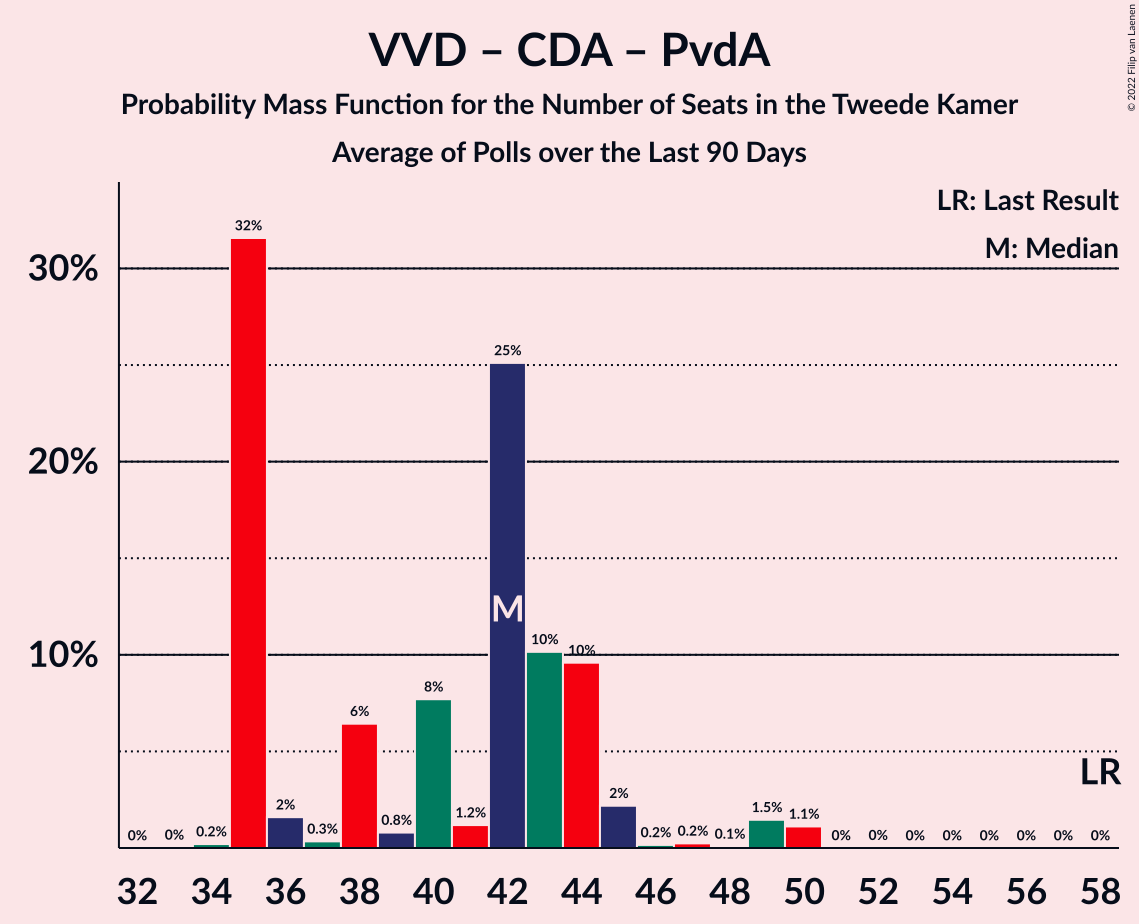 VVD – CDA – PvdA
Probability Mass Function for the Number of Seats in the Tweede Kamer
Average of Polls over the Last 90 Days
© 2022 Filip van Laenen
LR: Last Result
M: Median
30%
20%
10%
0% 0% 0.2% 32% 2% 0.3% 6% 0.8% 8% 1.2% 25% 10% 10% 2% 0.2% 0.2% 0.1% 1.5% 1.1% 0% 0% 0% 0% 0% 0% 0% 0%
M
LR
32 34 36 38 40 42 44 46 48 50 52 54 56 58